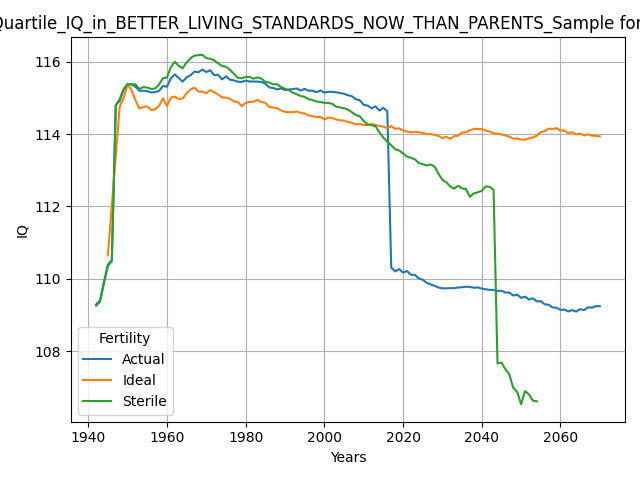 Quartile_IQ_in_BETTER_LIVING_STANDARDS_NOW_THAN_PARENTS_Sample for
116
114
112
110
108
IQ
Fertility
Actual
Ideal
Sterile
1940 1960 1980 2000 2020 2040 2060
Years